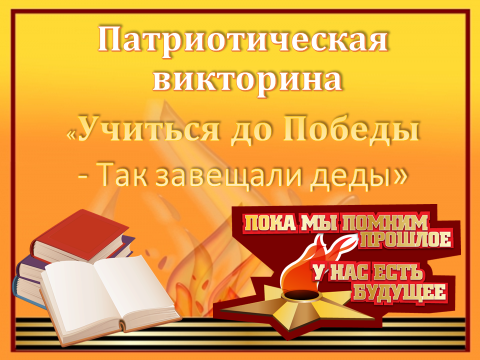 Патриотическая
викторина
«Учиться до Победы
- Так завещали деды»
ПОКА МЫ ПОМНИМ
ПРОШЛОЕ
У НАС ЕСТЬ
БУДУЩЕЕ